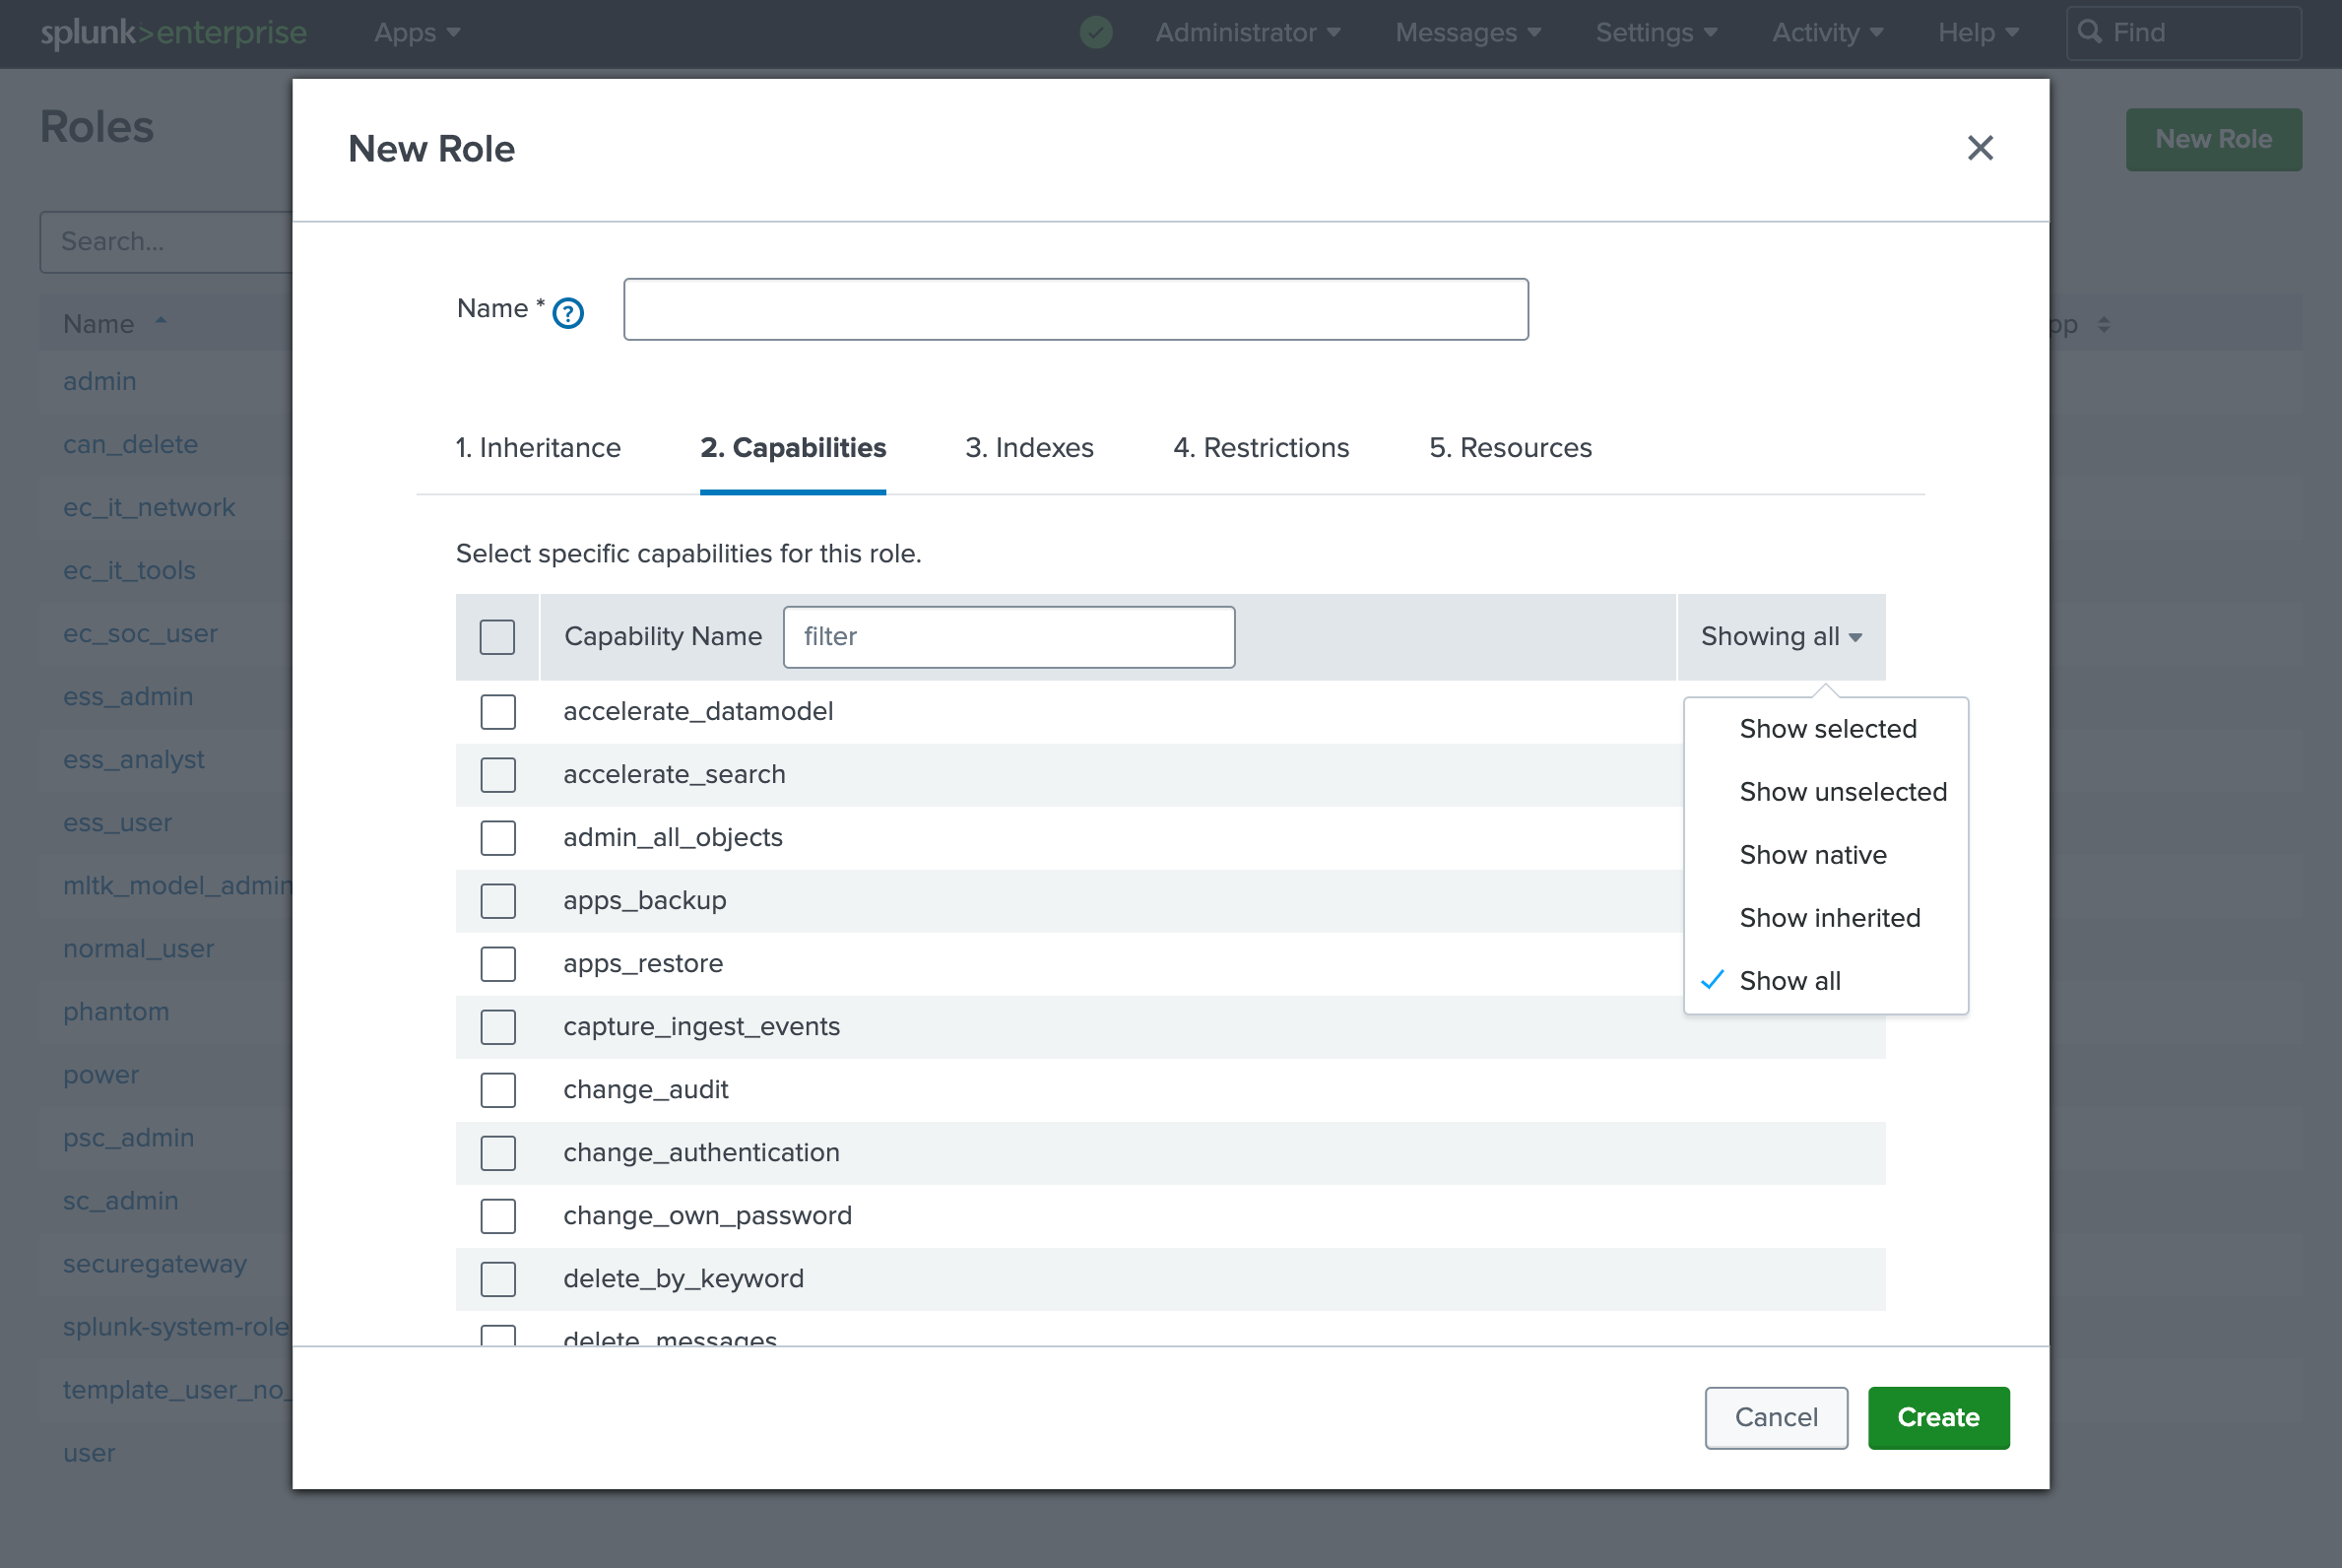 splunk>enterprise Apps Administrator Messages Settings Activity Help Find
Roles
New Role
Search...
Name
admin
can_delete
ec_it_network
ec_it_tools
ec_soc_user
ess_admin
ess_analyst
ess_user
mltk_model_admin
normal_user
phantom
power
psc_admin
sc_admin
securegateway
splunk-system-role
template_user_no_
user
New Role
Name * ?
1. Inheritance 2. Capabilities 3. Indexes 4. Restrictions 5. Resources
Select specific capabilities for this role.
Capability Name filter Showing all
accelerate_datamodel
accelerate_search
admin_all_objects
apps_backup
apps_restore
capture_ingest_events
change_audit
change_authentication
change_own_password
delete_by_keyword
delete_messages
Show selected
Show unselected
Show native
Show inherited
Show all
Cancel Create